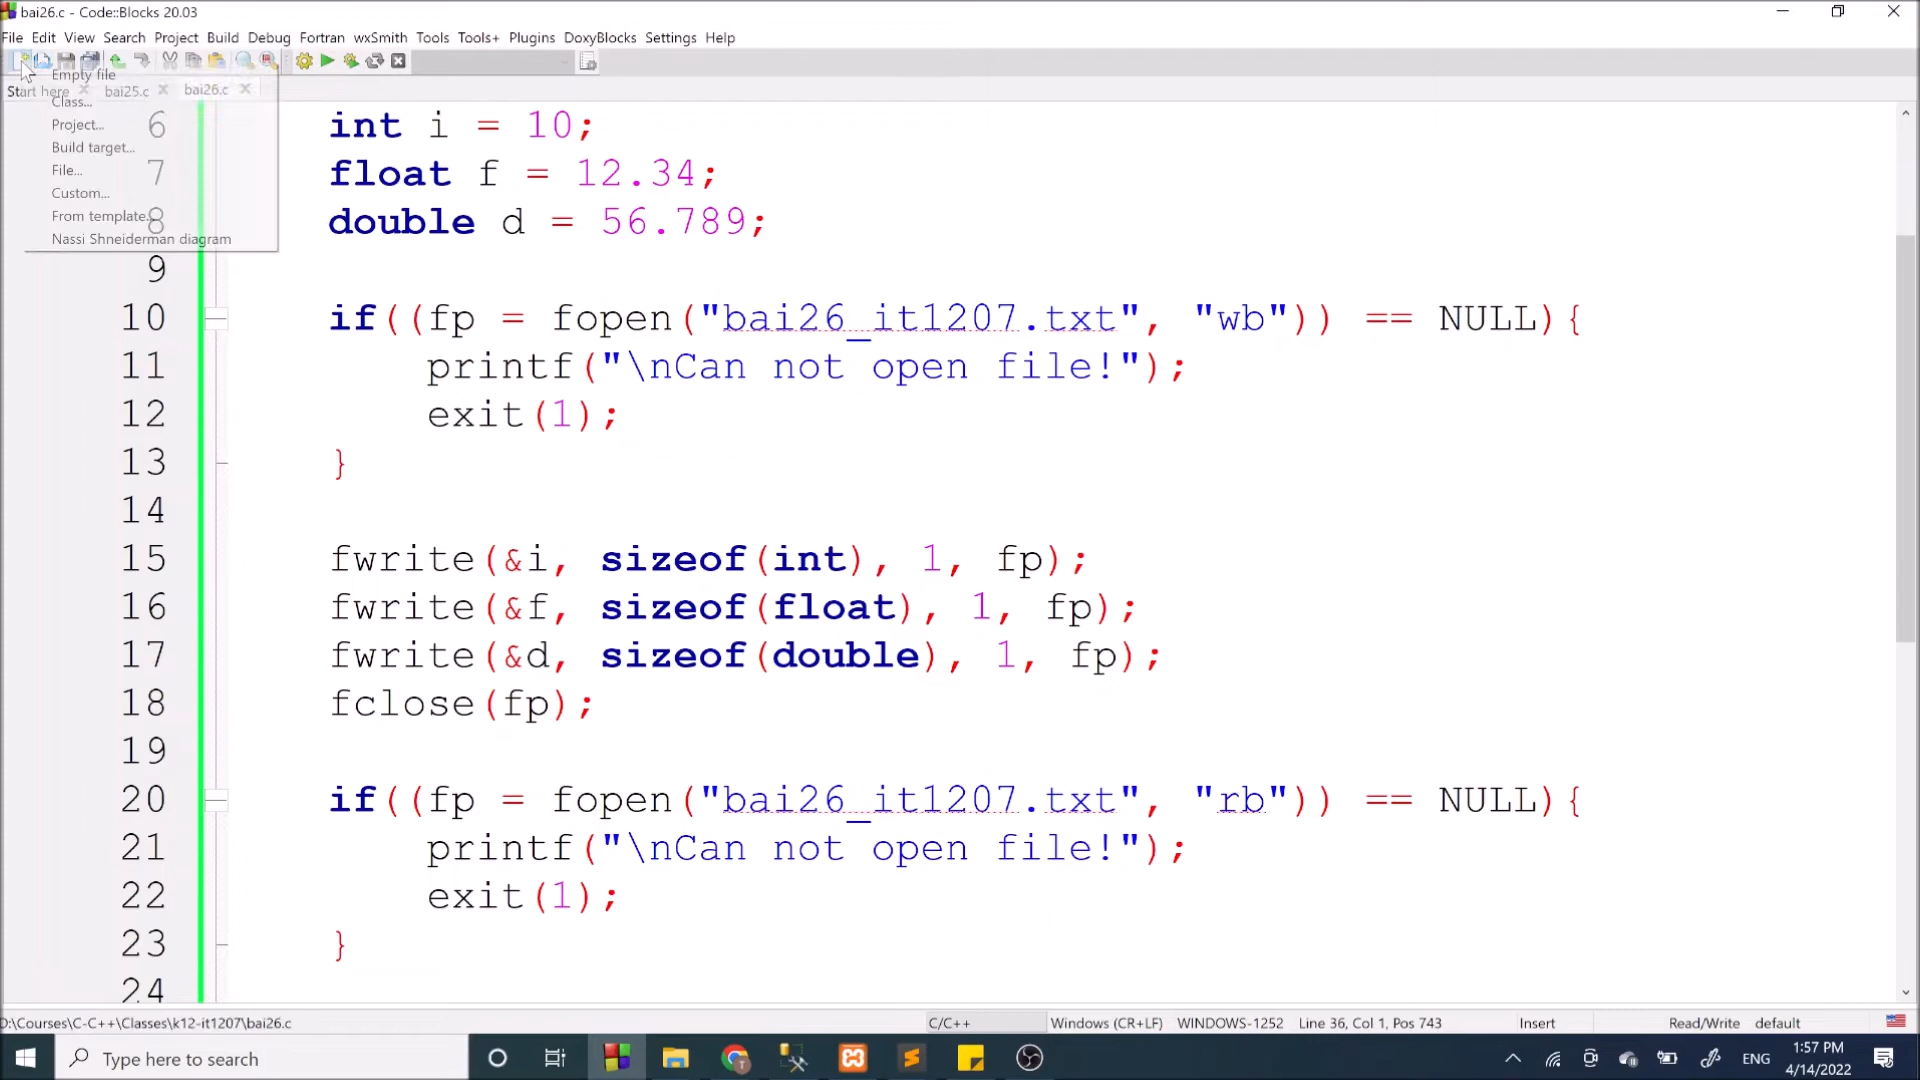 bai26.c - Code::Blocks 20.03
File Edit View Search Project Build Debug Fortran wxSmith Tools Tools+ Plugins DoxyBlocks Settings Help
Start here bai25.c bai26.c
Empty file
Class...
Project...
Build target...
File...
Custom...
From template...
Nassi Shneiderman diagram
6 int i = 10;
7 float f = 12.34;
8 double d = 56.789;
9
10 if((fp = fopen("bai26_it1207.txt", "wb")) == NULL){
11 printf("\nCan not open file!");
12 exit(1);
13 }
14
15 fwrite(&i, sizeof(int), 1, fp);
16 fwrite(&f, sizeof(float), 1, fp);
17 fwrite(&d, sizeof(double), 1, fp);
18 fclose(fp);
19
20 if((fp = fopen("bai26_it1207.txt", "rb")) == NULL){
21 printf("\nCan not open file!");
22 exit(1);
23 }
24
D:\Courses\C-C++\Classes\k12-it1207\bai26.c C/C++ Windows (CR+LF) WINDOWS-1252 Line 36, Col 1, Pos 743 Insert Read/Write default
Type here to search
ENG
1:57 PM
4/14/2022